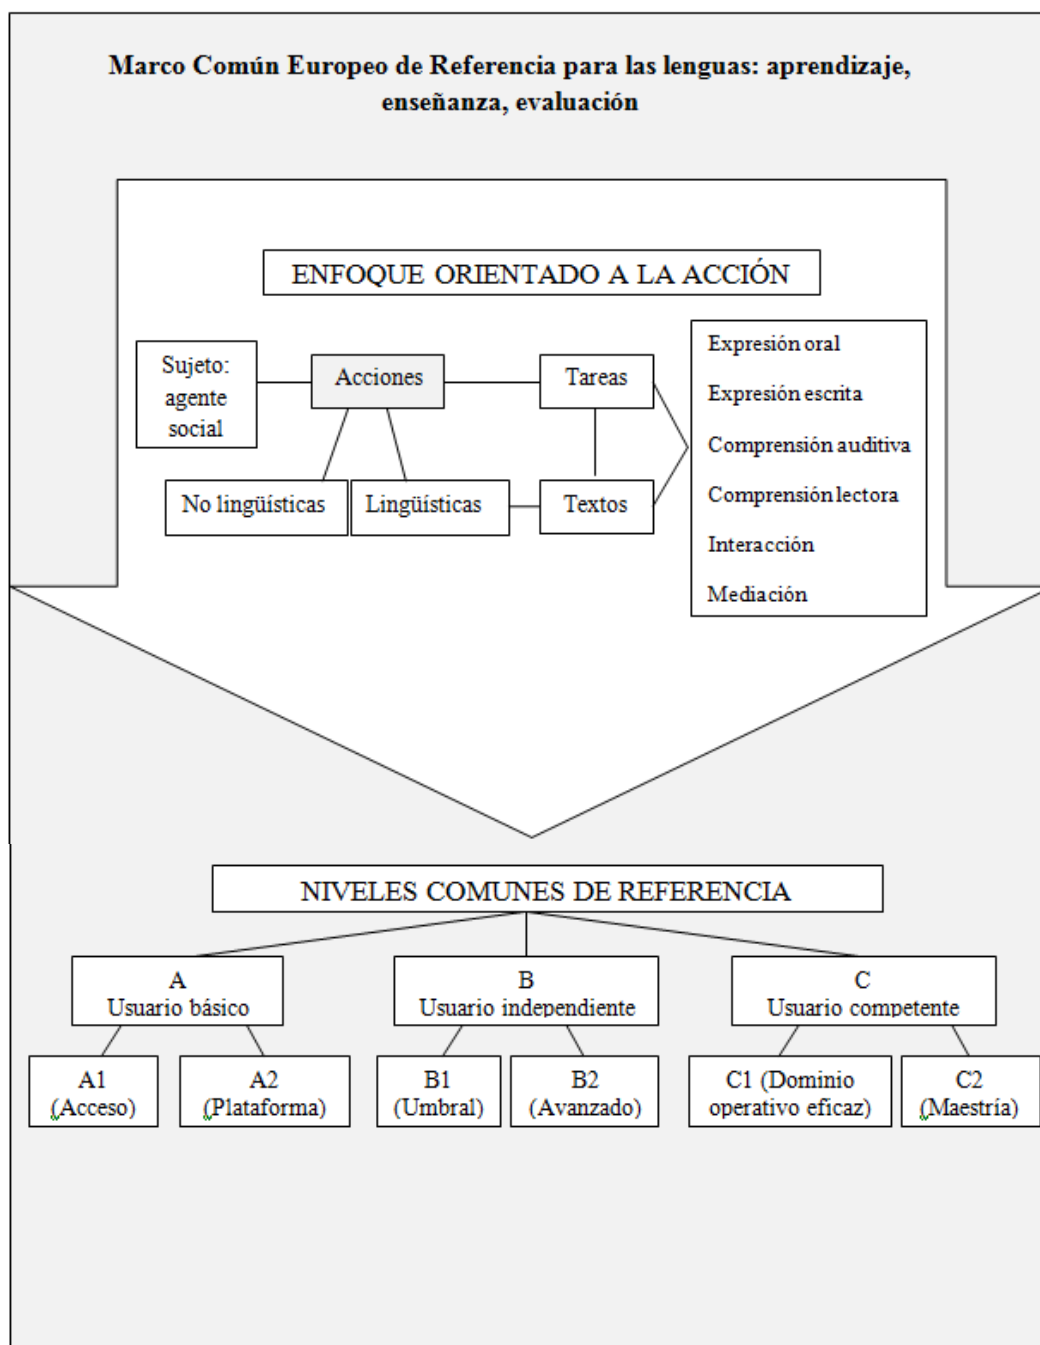 Marco Común Europeo de Referencia para las lenguas: aprendizaje,
enseñanza, evaluación
ENFOQUE ORIENTADO A LA ACCIÓN
Sujeto:
agente
social
Acciones
Tareas
No lingüísticas
Lingüísticas
Textos
Expresión oral
Expresión escrita
Comprensión auditiva
Comprensión lectora
Interacción
Mediación
NIVELES COMUNES DE REFERENCIA
A
Usuario básico
B
Usuario independiente
C
Usuario competente
A1
(Acceso)
A2
(Plataforma)
B1
(Umbral)
B2
(Avanzado)
C1 (Dominio
operativo eficaz)
C2
(Maestría)